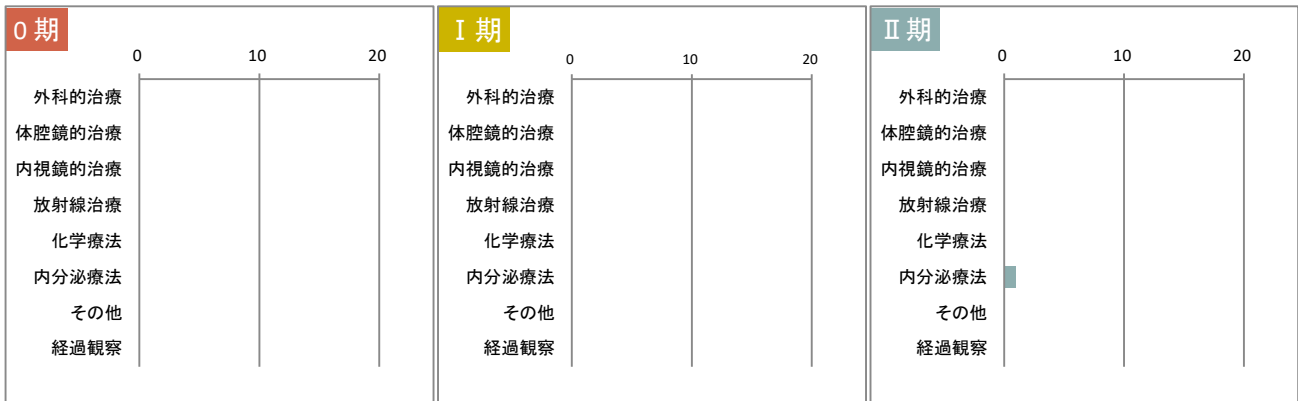 0 期
0 10 20
外科的治療
体腔鏡的治療
内視鏡的治療
放射線治療
化学療法
内分泌療法
その他
経過観察
Ⅰ 期
0 10 20
外科的治療
体腔鏡的治療
内視鏡的治療
放射線治療
化学療法
内分泌療法
その他
経過観察
Ⅱ 期
0 10 20
外科的治療
体腔鏡的治療
内視鏡的治療
放射線治療
化学療法
内分泌療法
その他
経過観察